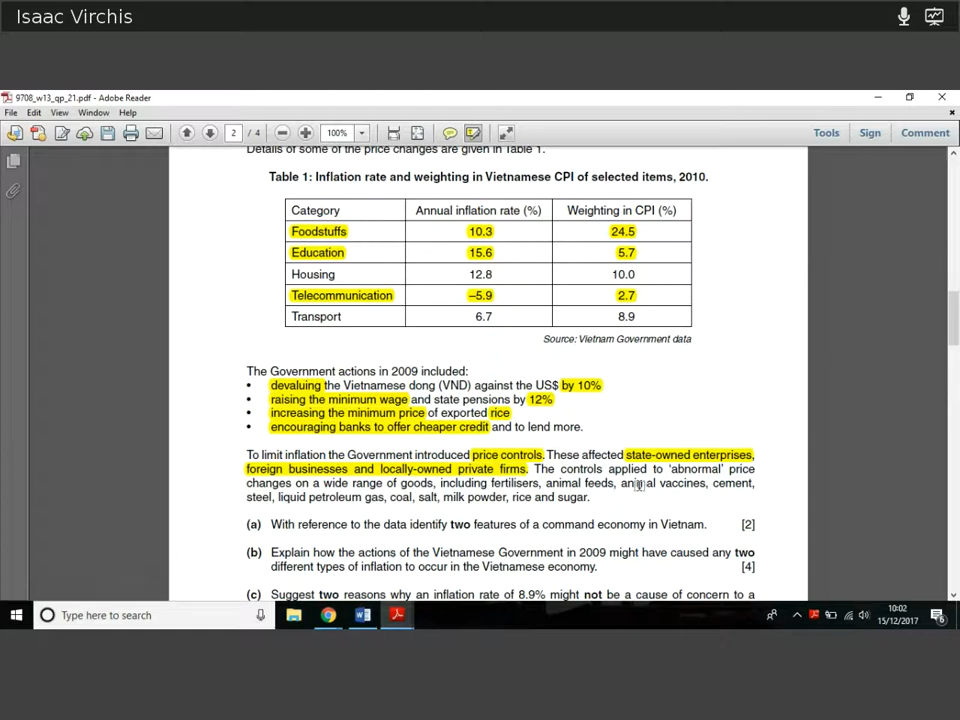 Isaac Virchis
9708_w13_qp_21.pdf - Adobe Reader
File Edit View Window Help
2 / 4 100% Tools Sign Comment
Details of some of the price changes are given in Table 1.
Table 1: Inflation rate and weighting in Vietnamese CPI of selected items, 2010.
Category Annual inflation rate (%) Weighting in CPI (%)
Foodstuffs 10.3 24.5
Education 15.6 5.7
Housing 12.8 10.0
Telecommunication –5.9 2.7
Transport 6.7 8.9
Source: Vietnam Government data
The Government actions in 2009 included:
• devaluing the Vietnamese dong (VND) against the US$ by 10%
• raising the minimum wage and state pensions by 12%
• increasing the minimum price of exported rice
• encouraging banks to offer cheaper credit and to lend more.
To limit inflation the Government introduced price controls. These affected state-owned enterprises,
foreign businesses and locally-owned private firms. The controls applied to ‘abnormal’ price
changes on a wide range of goods, including fertilisers, animal feeds, animal vaccines, cement,
steel, liquid petroleum gas, coal, salt, milk powder, rice and sugar.
(a) With reference to the data identify two features of a command economy in Vietnam. [2]
(b) Explain how the actions of the Vietnamese Government in 2009 might have caused any two
different types of inflation to occur in the Vietnamese economy. [4]
(c) Suggest two reasons why an inflation rate of 8.9% might not be a cause of concern to a
Type here to search
10:02
15/12/2017
6